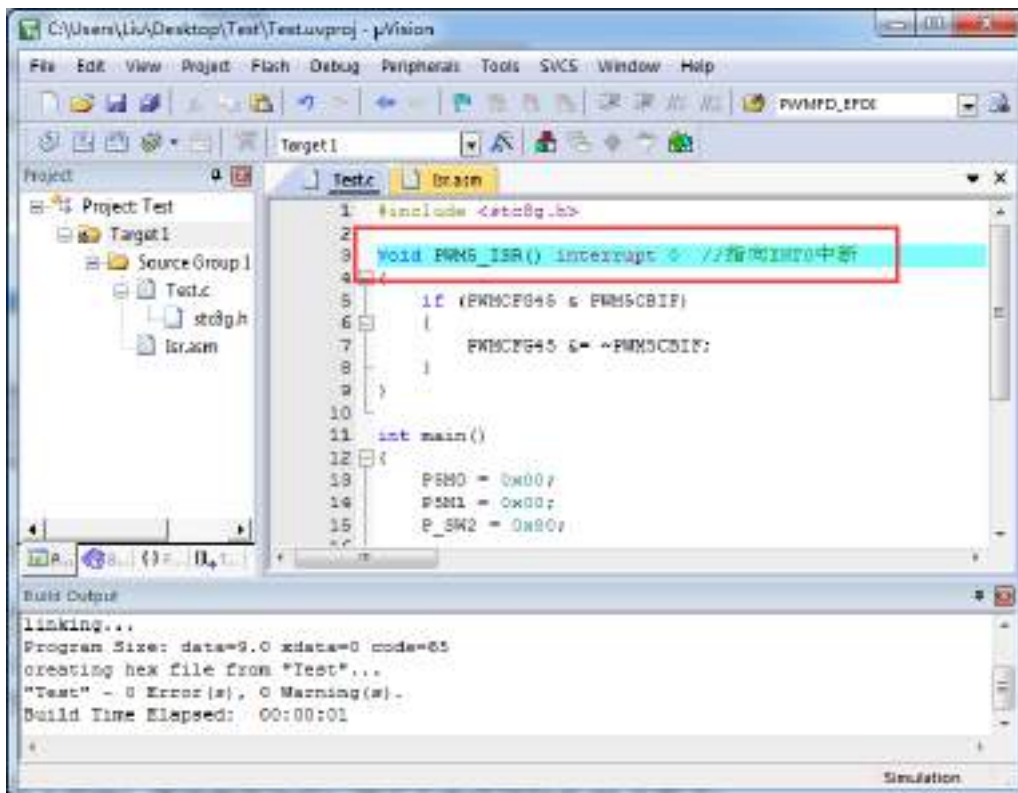 C:\Users\Liu\Desktop\Test\Test.uvproj - µVision
File Edit View Project Flash Debug Peripherals Tools SVCS Window Help
PWMFD_EFDI
Target 1
Project
Test.c
Isr.asm
Project: Test
Target 1
Source Group 1
Test.c
stc8g.h
Isr.asm
1 #include <stc8g.h>
2
3 void PWM5_ISR() interrupt 0 //指向INT0中断
4 {
5 if (PWMCFG45 & PWM5CBIF)
6 {
7 PWMCFG45 &= ~PWM5CBIF;
8 }
9 }
10
11 int main()
12 {
13 P5M0 = 0x00;
14 P5M1 = 0x00;
15 P_SW2 = 0x80;
Build Output
linking...
Program Size: data=9.0 xdata=0 code=65
creating hex file from "Test"...
"Test" - 0 Error(s), 0 Warning(s).
Build Time Elapsed: 00:00:01
Simulation